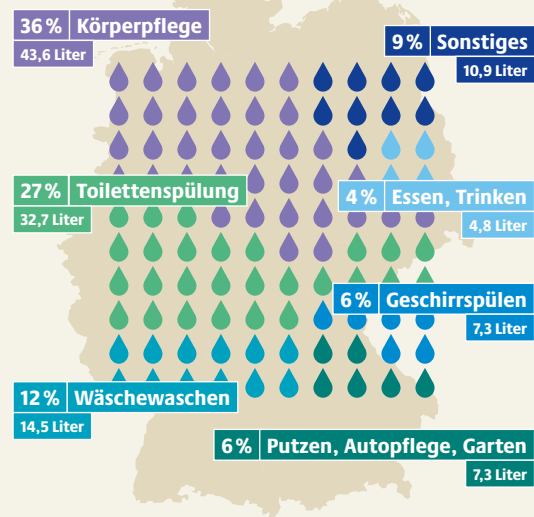 36 % Körperpflege
43,6 Liter
9 % Sonstiges
10,9 Liter
27 % Toilettenspülung
32,7 Liter
4 % Essen, Trinken
4,8 Liter
6 % Geschirrspülen
7,3 Liter
12 % Wäschewaschen
14,5 Liter
6 % Putzen, Autopflege, Garten
7,3 Liter